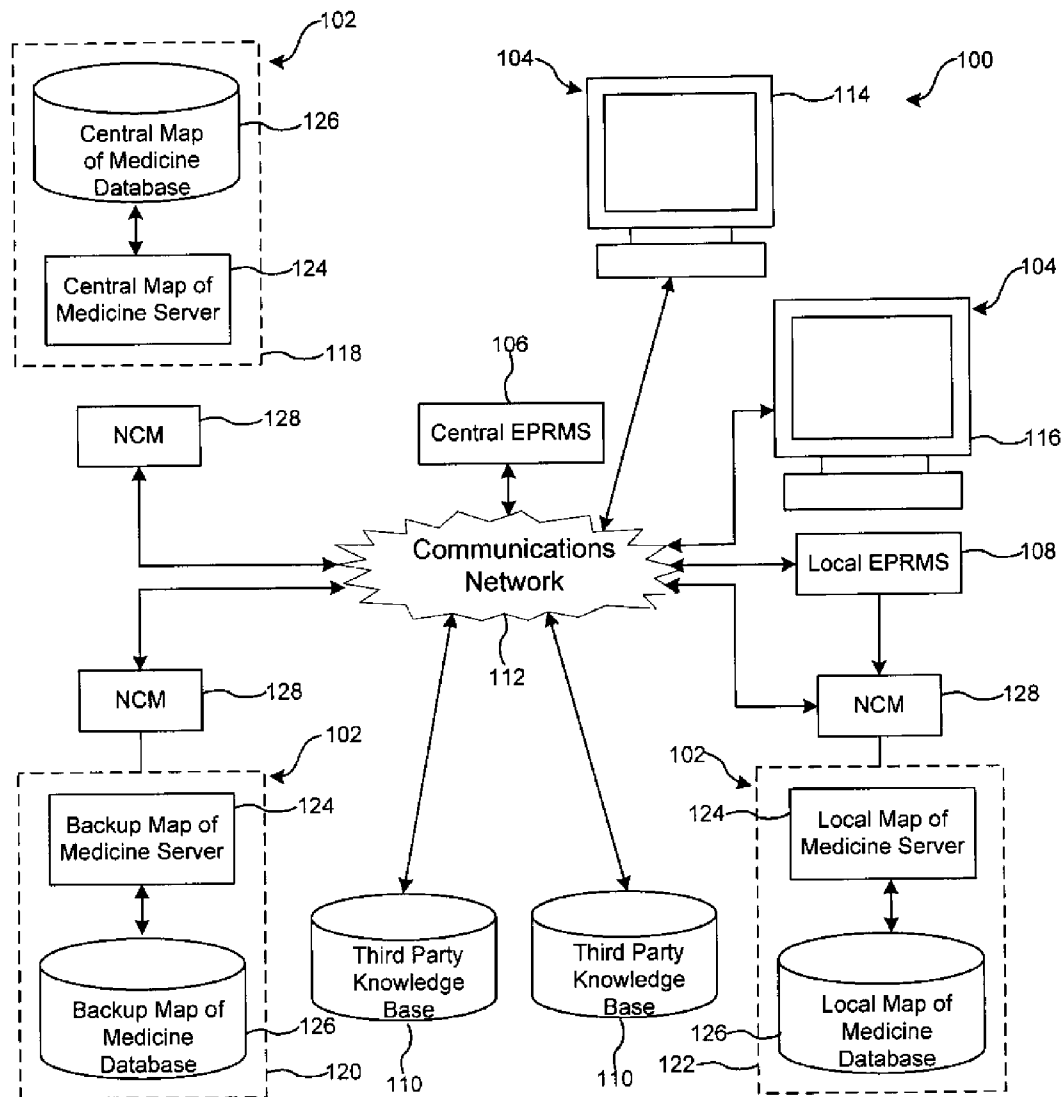 102
104
114
100
126
Central Map
of Medicine
Database
124
Central Map of
Medicine Server
118
104
106
Central EPRMS
116
NCM
128
Communications
Network
Local EPRMS
108
112
NCM
128
NCM
128
102
102
124
Backup Map of
Medicine Server
124
Local Map of
Medicine Server
Third Party
Knowledge
Base
Third Party
Knowledge
Base
Backup Map of
Medicine
Database
126
Local Map of
Medicine
Database
126
120
110
110
122